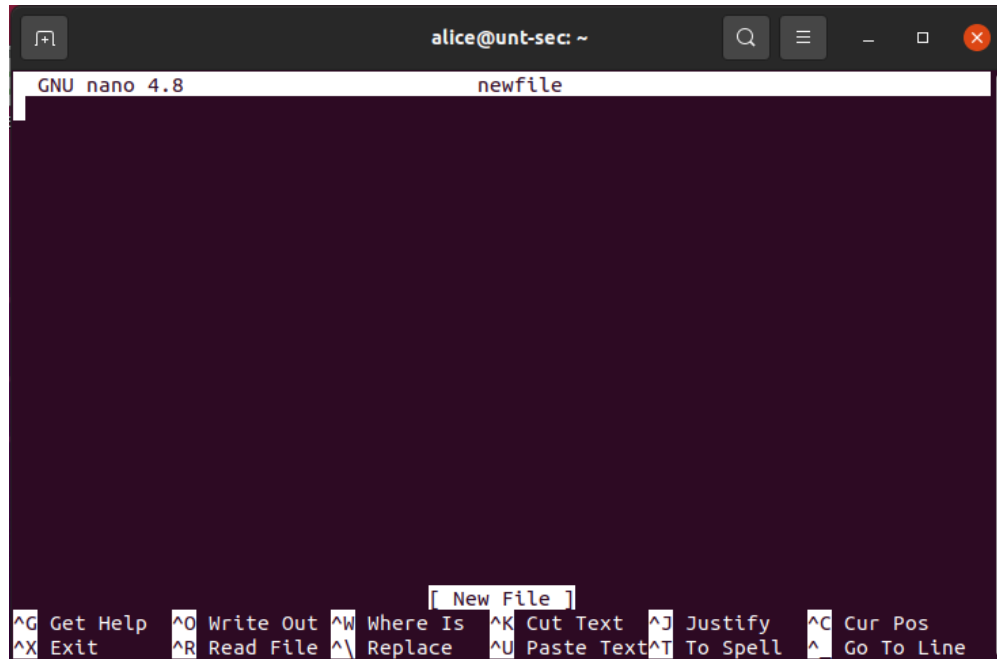 alice@unt-sec: ~
GNU nano 4.8 newfile
[ New File ]
^G Get Help ^O Write Out ^W Where Is ^K Cut Text ^J Justify ^C Cur Pos
^X Exit ^R Read File ^\ Replace ^U Paste Text^T To Spell ^_ Go To Line